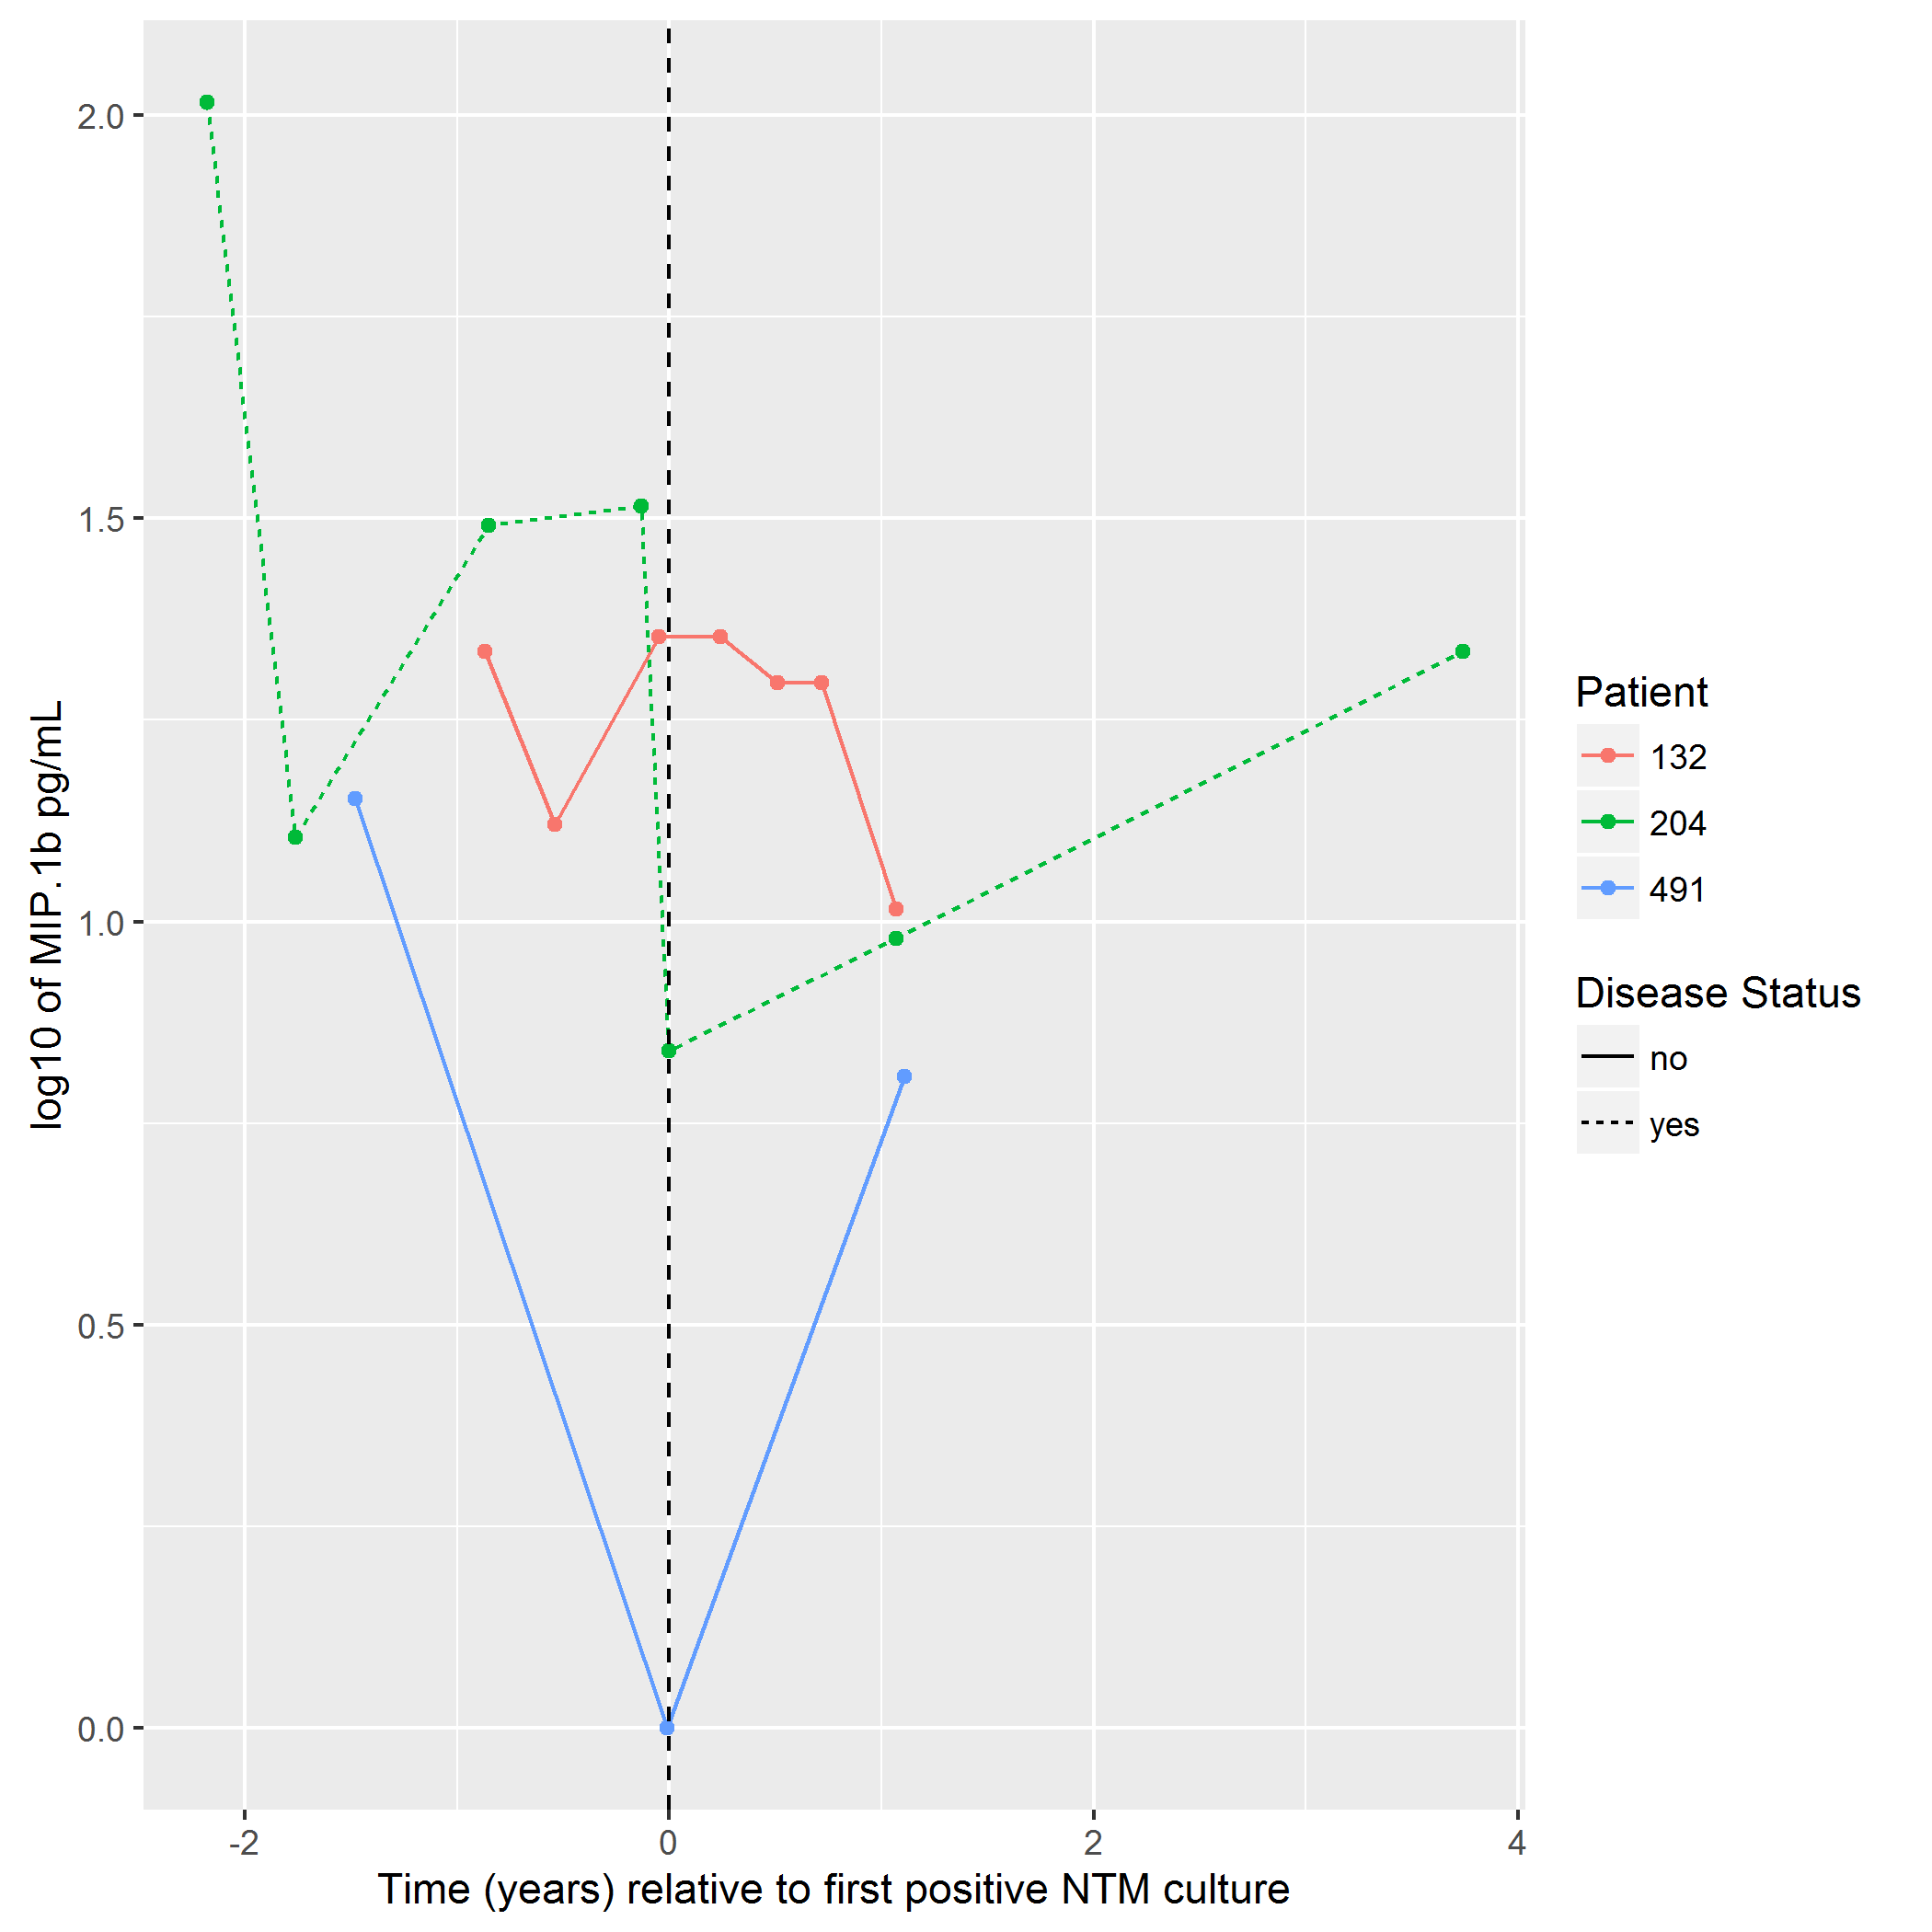 log10 of MIP.1b pg/mL
2.0
1.5
1.0
0.5
0.0
-2
0
2
4
Time (years) relative to first positive NTM culture
Patient
132
204
491
Disease Status
no
yes